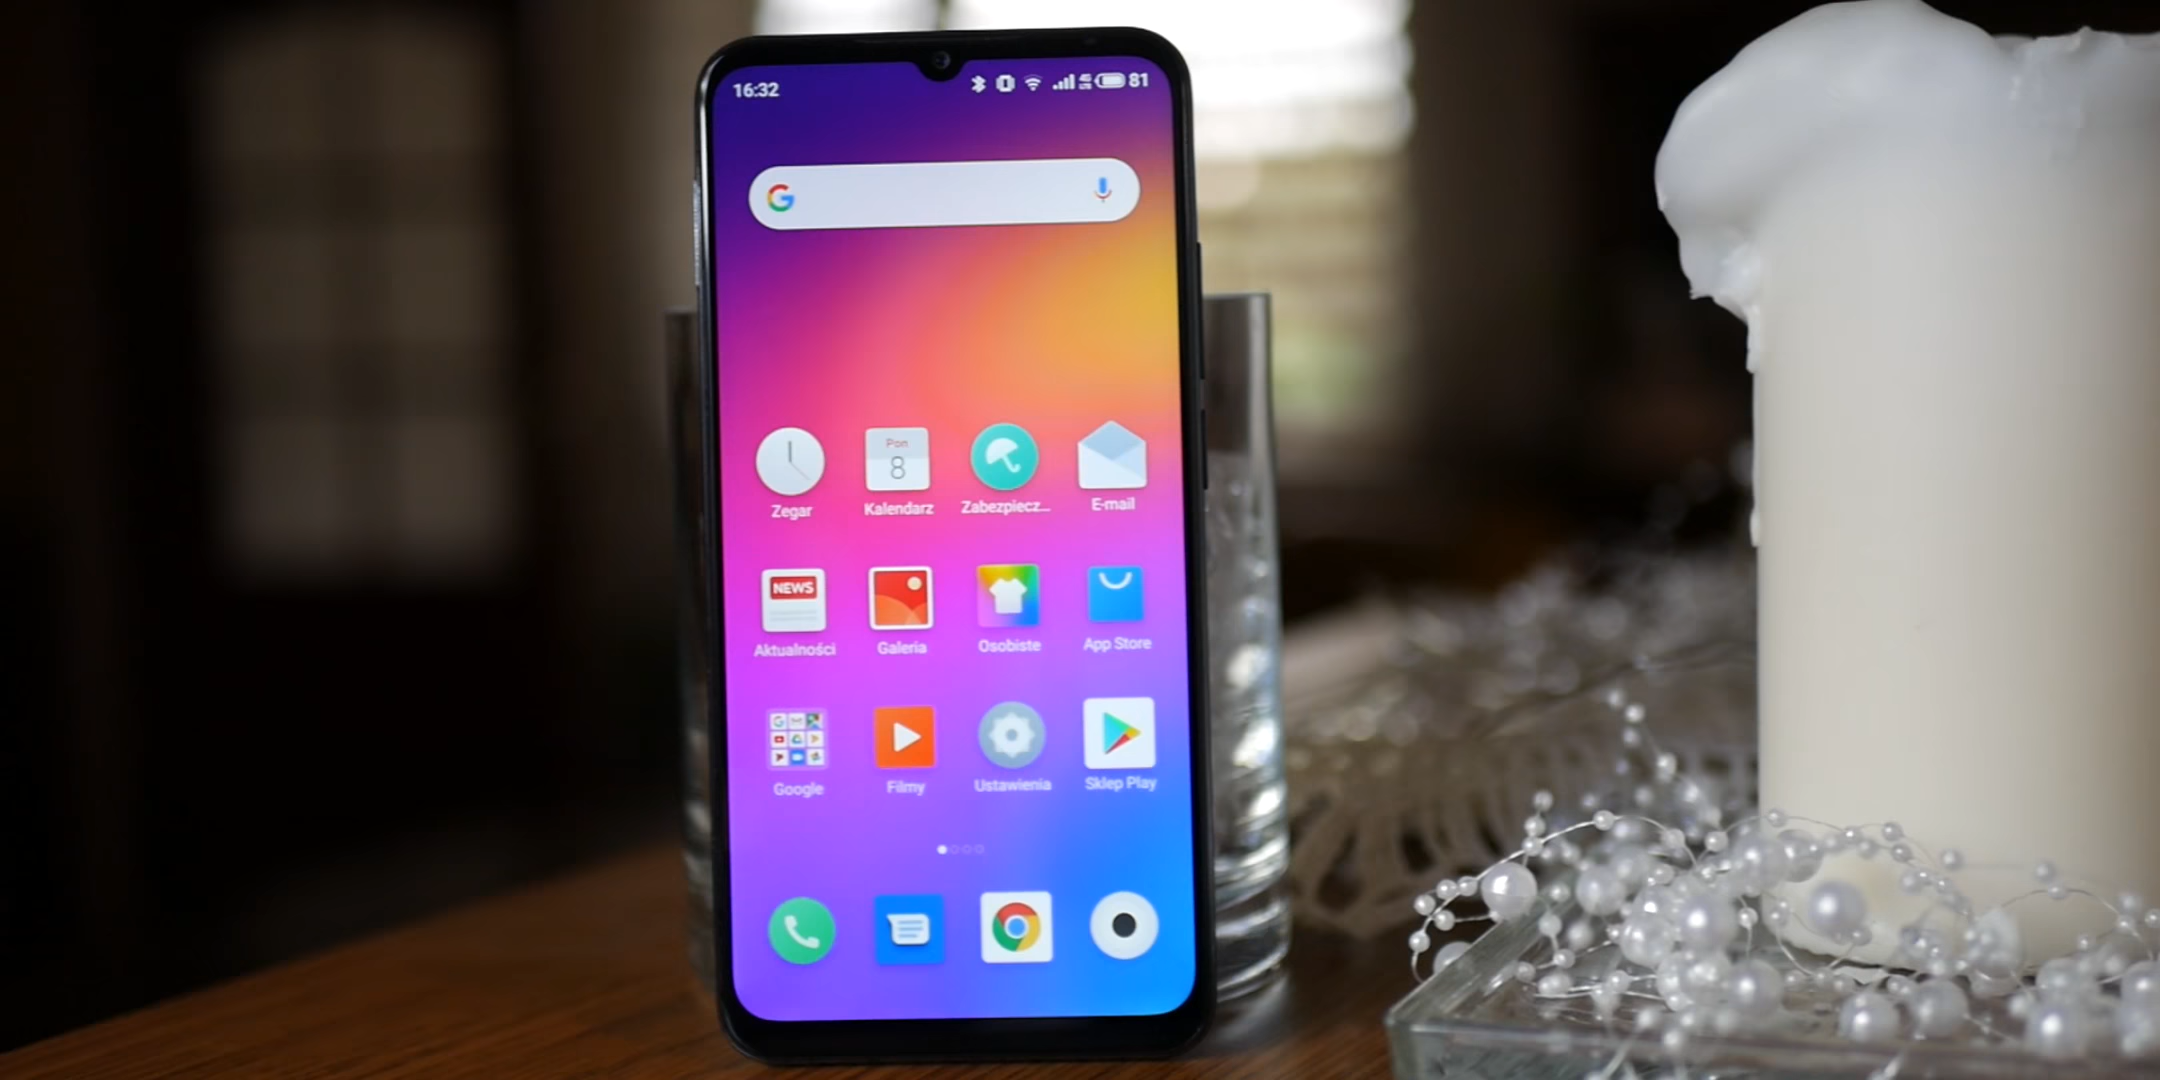 16:32
81
Pon
8
Zegar
Kalendarz
Zabezpiecz...
E-mail
NEWS
Aktualności
Galeria
Osobiste
App Store
Google
Filmy
Ustawienia
Sklep Play